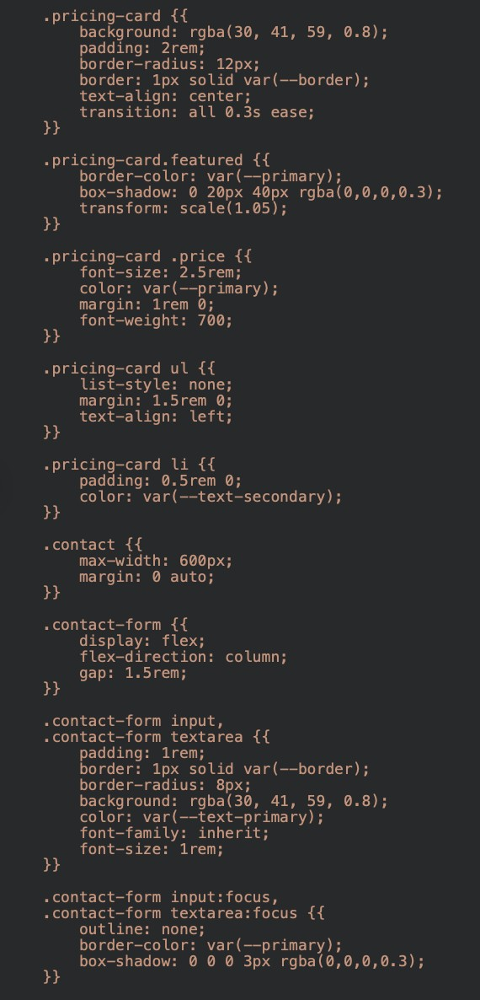 .pricing-card {{
    background: rgba(30, 41, 59, 0.8);
    padding: 2rem;
    border-radius: 12px;
    border: 1px solid var(--border);
    text-align: center;
    transition: all 0.3s ease;
}}

.pricing-card.featured {{
    border-color: var(--primary);
    box-shadow: 0 20px 40px rgba(0,0,0,0.3);
    transform: scale(1.05);
}}

.pricing-card .price {{
    font-size: 2.5rem;
    color: var(--primary);
    margin: 1rem 0;
    font-weight: 700;
}}

.pricing-card ul {{
    list-style: none;
    margin: 1.5rem 0;
    text-align: left;
}}

.pricing-card li {{
    padding: 0.5rem 0;
    color: var(--text-secondary);
}}

.contact {{
    max-width: 600px;
    margin: 0 auto;
}}

.contact-form {{
    display: flex;
    flex-direction: column;
    gap: 1.5rem;
}}

.contact-form input,
.contact-form textarea {{
    padding: 1rem;
    border: 1px solid var(--border);
    border-radius: 8px;
    background: rgba(30, 41, 59, 0.8);
    color: var(--text-primary);
    font-family: inherit;
    font-size: 1rem;
}}

.contact-form input:focus,
.contact-form textarea:focus {{
    outline: none;
    border-color: var(--primary);
    box-shadow: 0 0 0 3px rgba(0,0,0,0.3);
}}